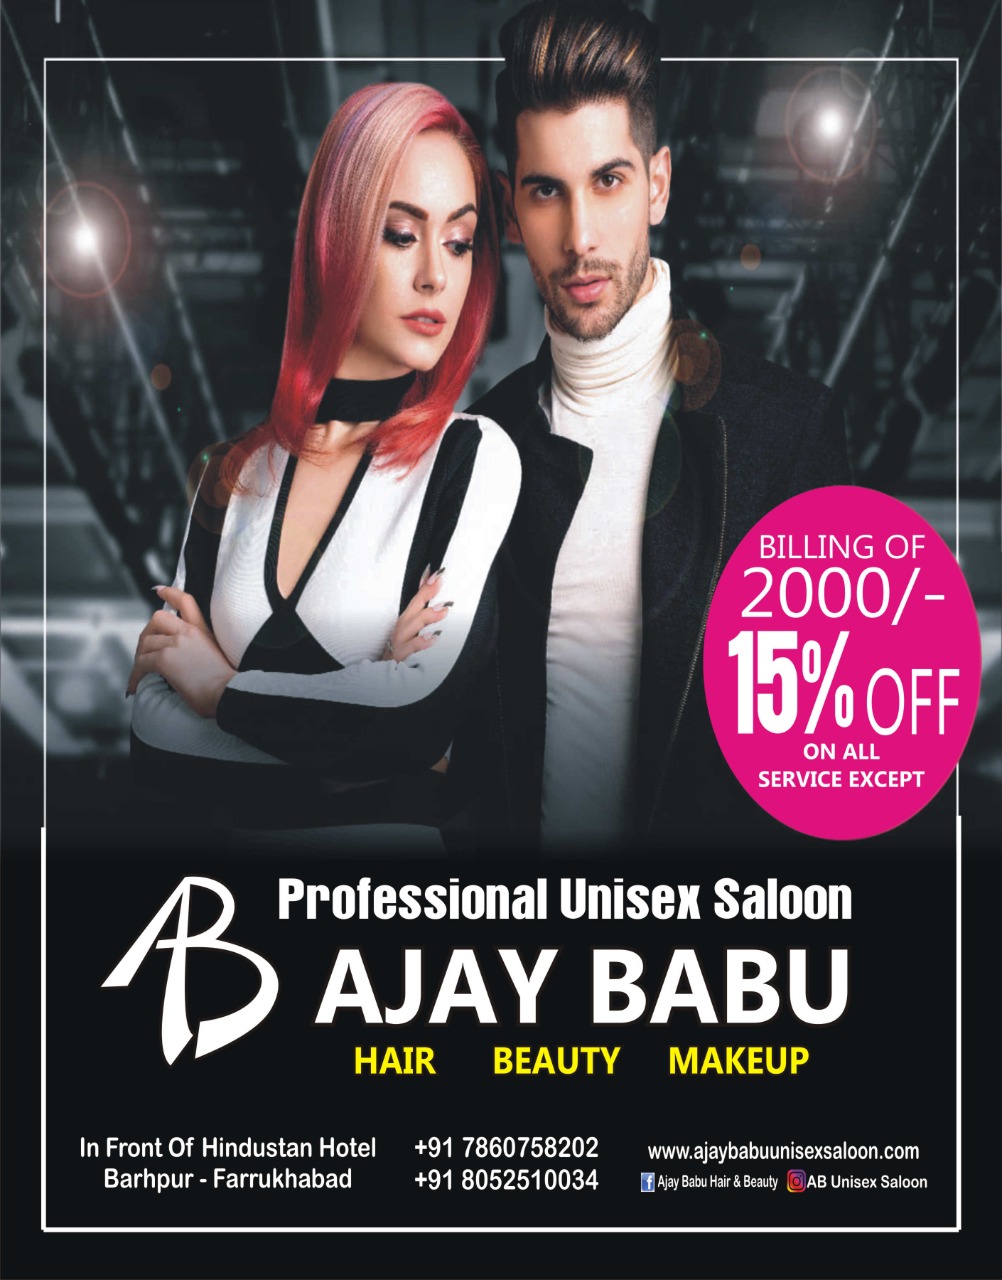 BILLING OF
2000/-
15% OFF
ON ALL
SERVICE EXCEPT
AB
Professional Unisex Saloon
AJAY BABU
HAIR BEAUTY MAKEUP
In Front Of Hindustan Hotel
Barhpur - Farrukhabad
+91 7860758202
+91 8052510034
www.ajaybabuunisexsaloon.com
f Ajay Babu Hair & Beauty AB Unisex Saloon